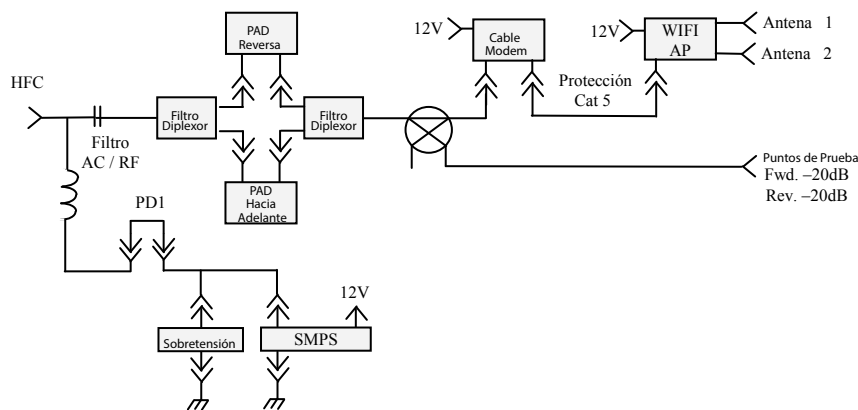 PAD
Reversa
12V
Cable
Modem
12V
WIFI
AP
Antena 1
Antena 2
HFC
Filtro
Diplexor
Filtro
Diplexor
Filtro
AC / RF
Protección
Cat 5
PAD
Hacia
Adelante
Puntos de Prueba
Fwd. –20dB
Rev. –20dB
PD1
12V
Sobretensión
SMPS